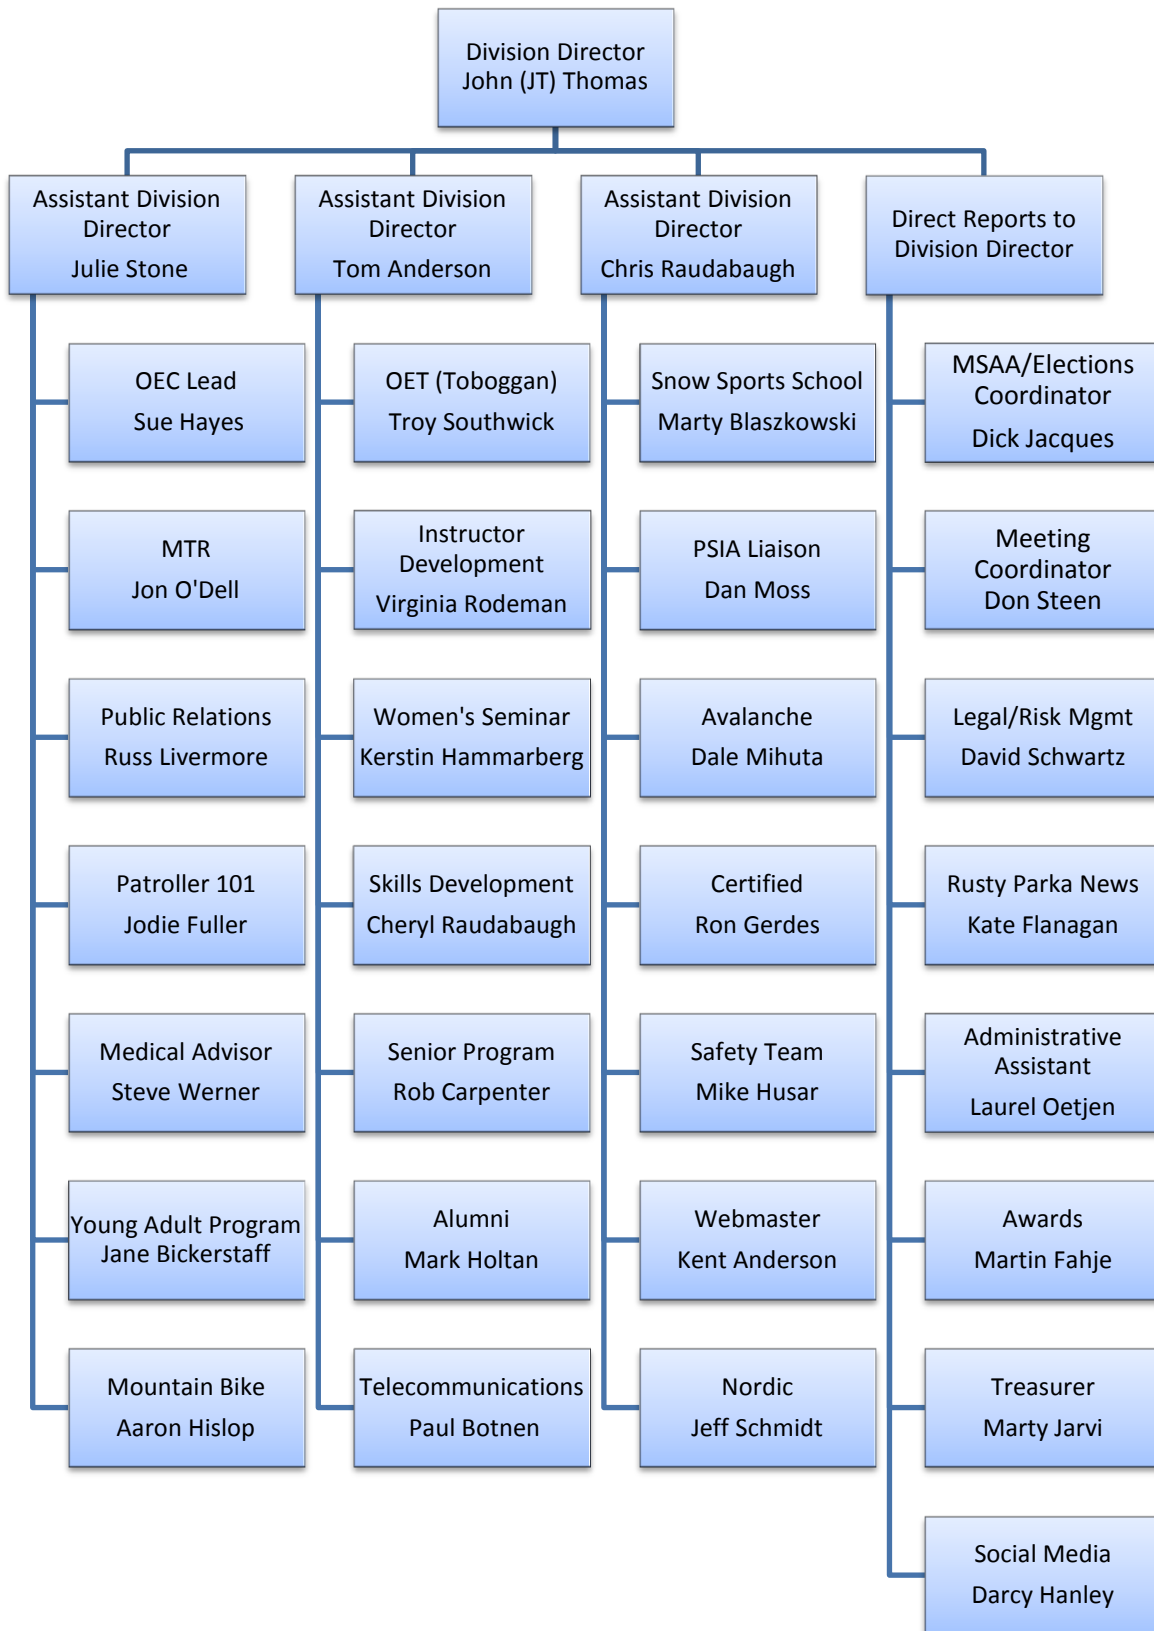 Division Director
John (JT) Thomas
Assistant Division
Director
Julie Stone
Assistant Division
Director
Tom Anderson
Assistant Division
Director
Chris Raudabaugh
Direct Reports to
Division Director
OEC Lead
Sue Hayes
OET (Toboggan)
Troy Southwick
Snow Sports School
Marty Blaszkowski
MSAA/Elections
Coordinator
Dick Jacques
MTR
Jon O'Dell
Instructor
Development
Virginia Rodeman
PSIA Liaison
Dan Moss
Meeting
Coordinator
Don Steen
Public Relations
Russ Livermore
Women's Seminar
Kerstin Hammarberg
Avalanche
Dale Mihuta
Legal/Risk Mgmt
David Schwartz
Patroller 101
Jodie Fuller
Skills Development
Cheryl Raudabaugh
Certified
Ron Gerdes
Rusty Parka News
Kate Flanagan
Medical Advisor
Steve Werner
Senior Program
Rob Carpenter
Safety Team
Mike Husar
Administrative
Assistant
Laurel Oetjen
Young Adult Program
Jane Bickerstaff
Alumni
Mark Holtan
Webmaster
Kent Anderson
Awards
Martin Fahje
Mountain Bike
Aaron Hislop
Telecommunications
Paul Botnen
Nordic
Jeff Schmidt
Treasurer
Marty Jarvi
Social Media
Darcy Hanley